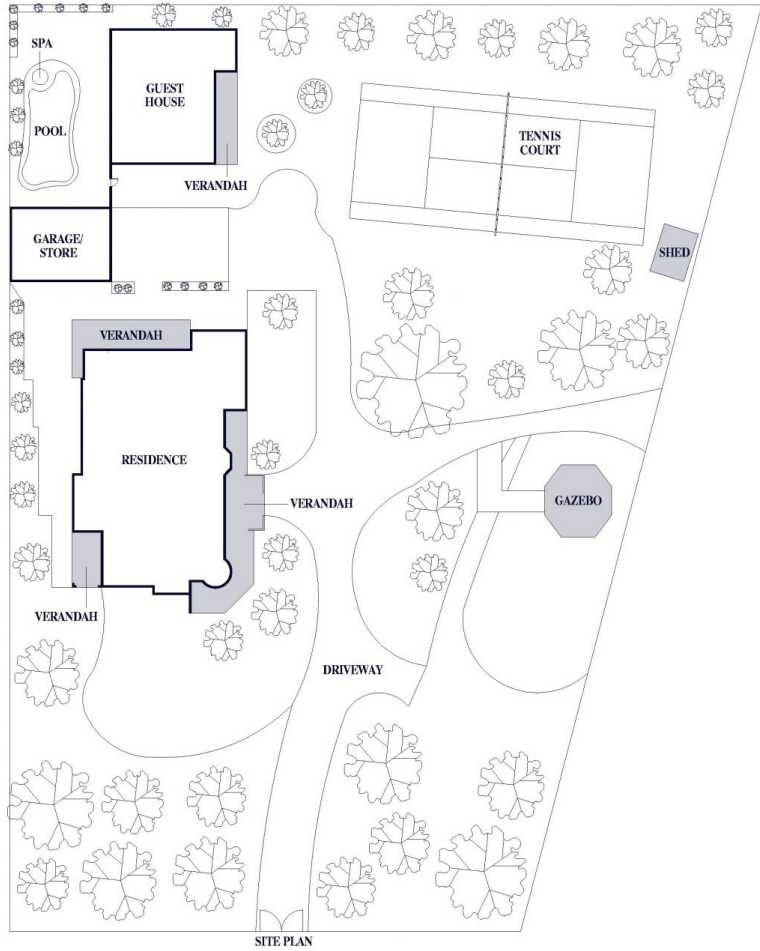 SPA
GUEST
HOUSE
POOL
TENNIS
COURT
VERANDAH
GARAGE/
STORE
SHED
VERANDAH
RESIDENCE
GAZEBO
VERANDAH
VERANDAH
DRIVEWAY
SITE PLAN